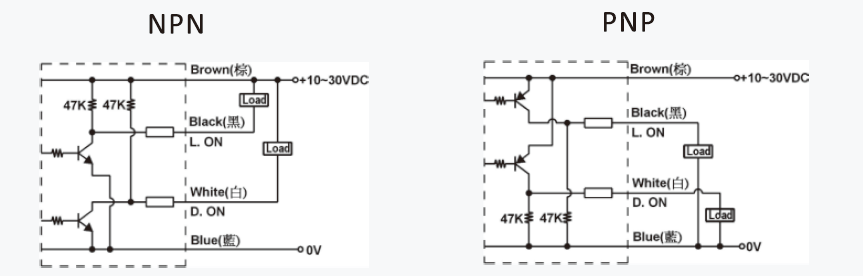 NPN
Brown(棕)
+10~30VDC
47K 47K
Load
Black(黑)
L. ON
Load
White(白)
D. ON
Blue(藍)
0V
PNP
Brown(棕)
+10~30VDC
Black(黑)
L. ON
Load
White(白)
D. ON
47K 47K
Load
Blue(藍)
0V